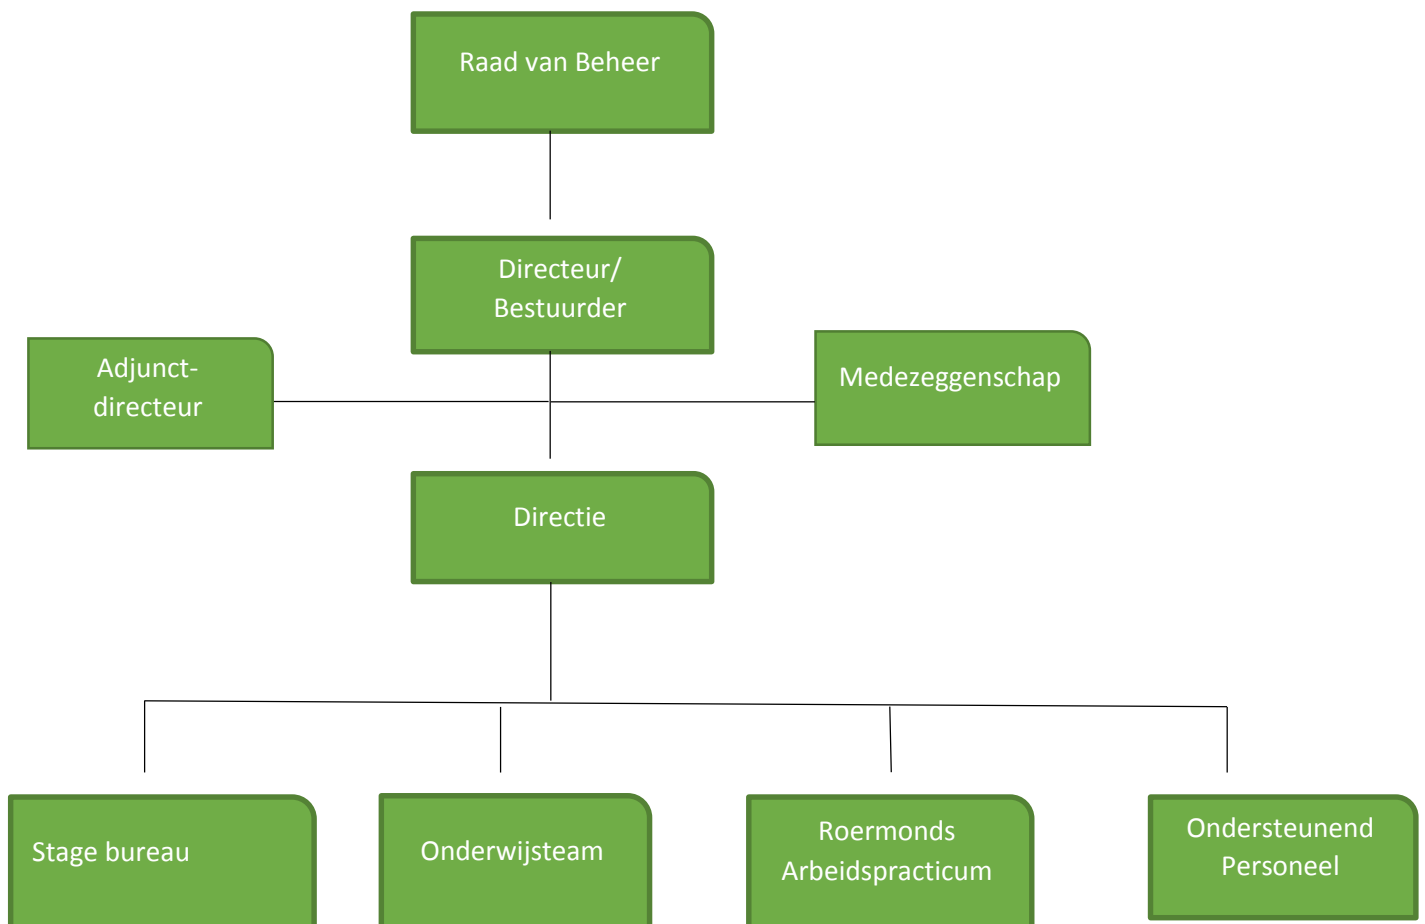 Raad van Beheer
Directeur/
Bestuurder
Adjunct-
directeur
Medezeggenschap
Directie
Stage bureau
Onderwijsteam
Roermonds
Arbeidspracticum
Ondersteunend
Personeel